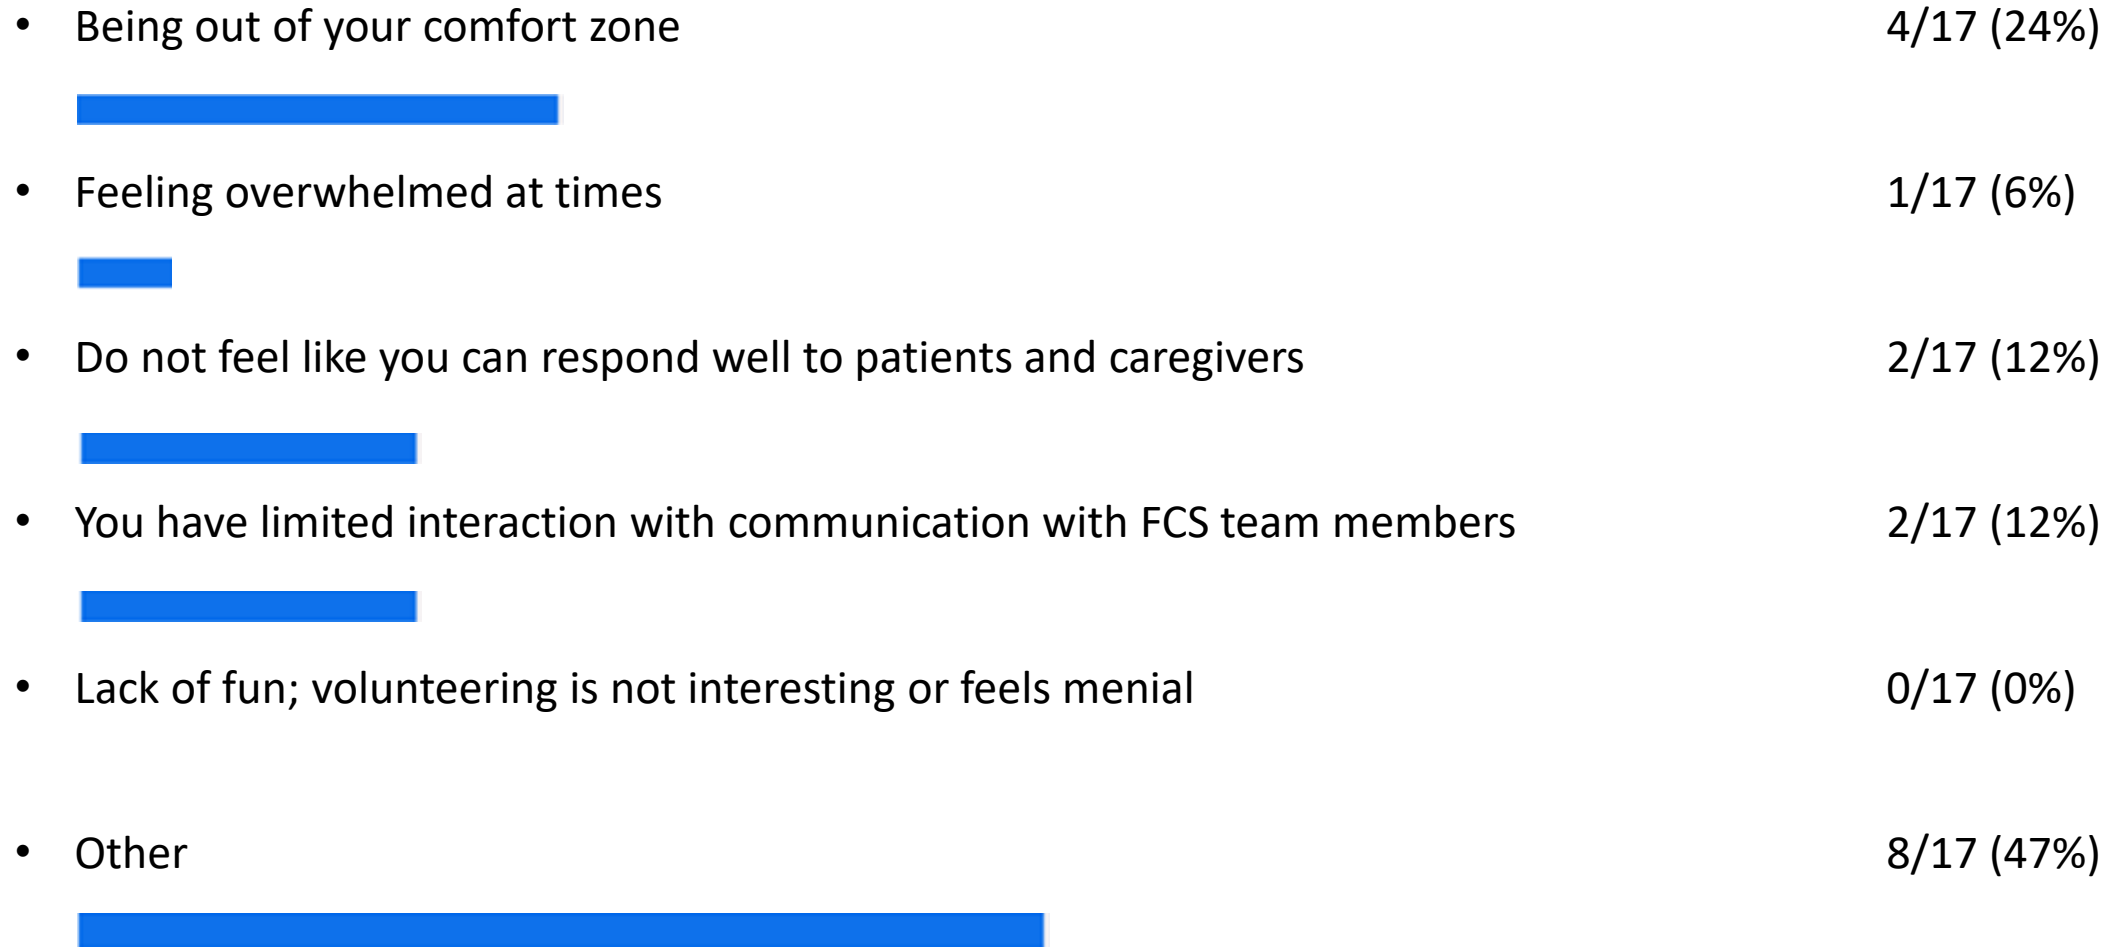 • Being out of your comfort zone 4/17 (24%)
• Feeling overwhelmed at times 1/17 (6%)
• Do not feel like you can respond well to patients and caregivers 2/17 (12%)
• You have limited interaction with communication with FCS team members 2/17 (12%)
• Lack of fun; volunteering is not interesting or feels menial 0/17 (0%)
• Other 8/17 (47%)